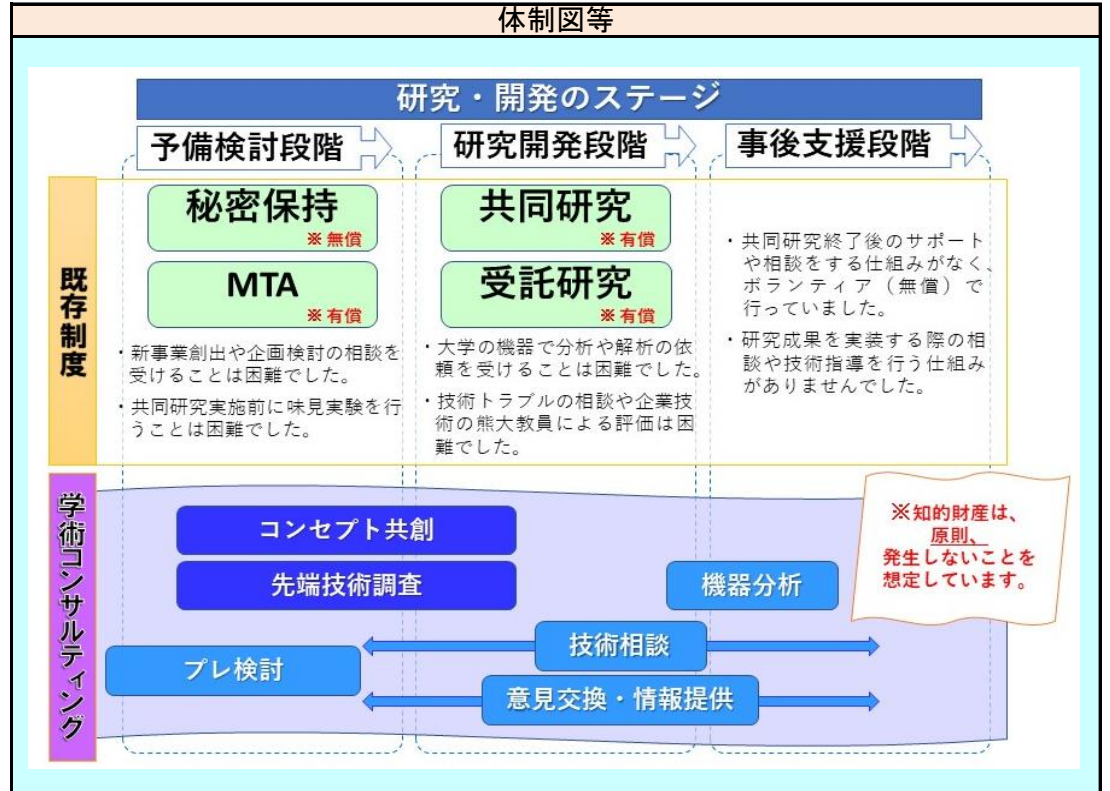 体制図等
研究・開発のステージ
予備検討段階
研究開発段階
事後支援段階
既存制度
秘密保持
※無償
MTA
※有償
・新事業創出や企画検討の相談を
受けることは困難でした。
・共同研究実施前に味見実験を行
うことは困難でした。
共同研究
※有償
受託研究
※有償
・大学の機器で分析や解析の依
頼を受けることは困難でした。
・技術トラブルの相談や企業技
術の熊大教員による評価は困
難でした。
・共同研究終了後のサポート
や相談をする仕組みがなく、
ボランティア（無償）で
行っていました。
・研究成果を実装する際の相
談や技術指導を行う仕組み
がありませんでした。
学術コンサルティング
コンセプト共創
先端技術調査
機器分析
技術相談
プレ検討
意見交換・情報提供
※知的財産は、
原則、
発生しないことを
想定しています。